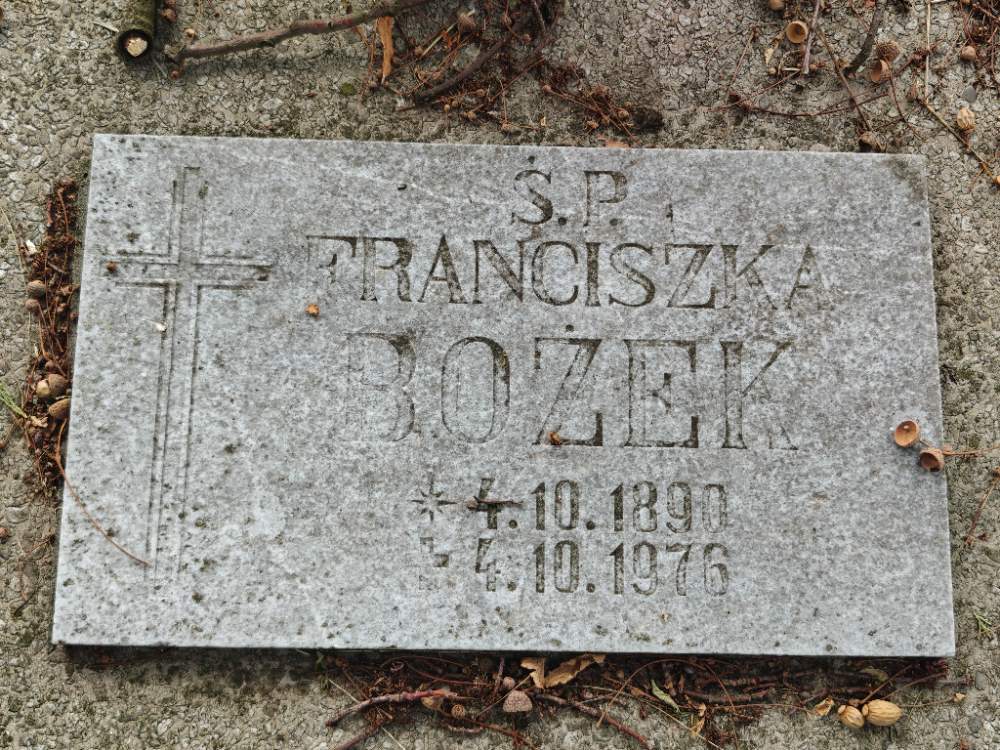 Ś.P.
FRANCISZKA
BOŻEK
* 4.10.1890
✝ 4.10.1976